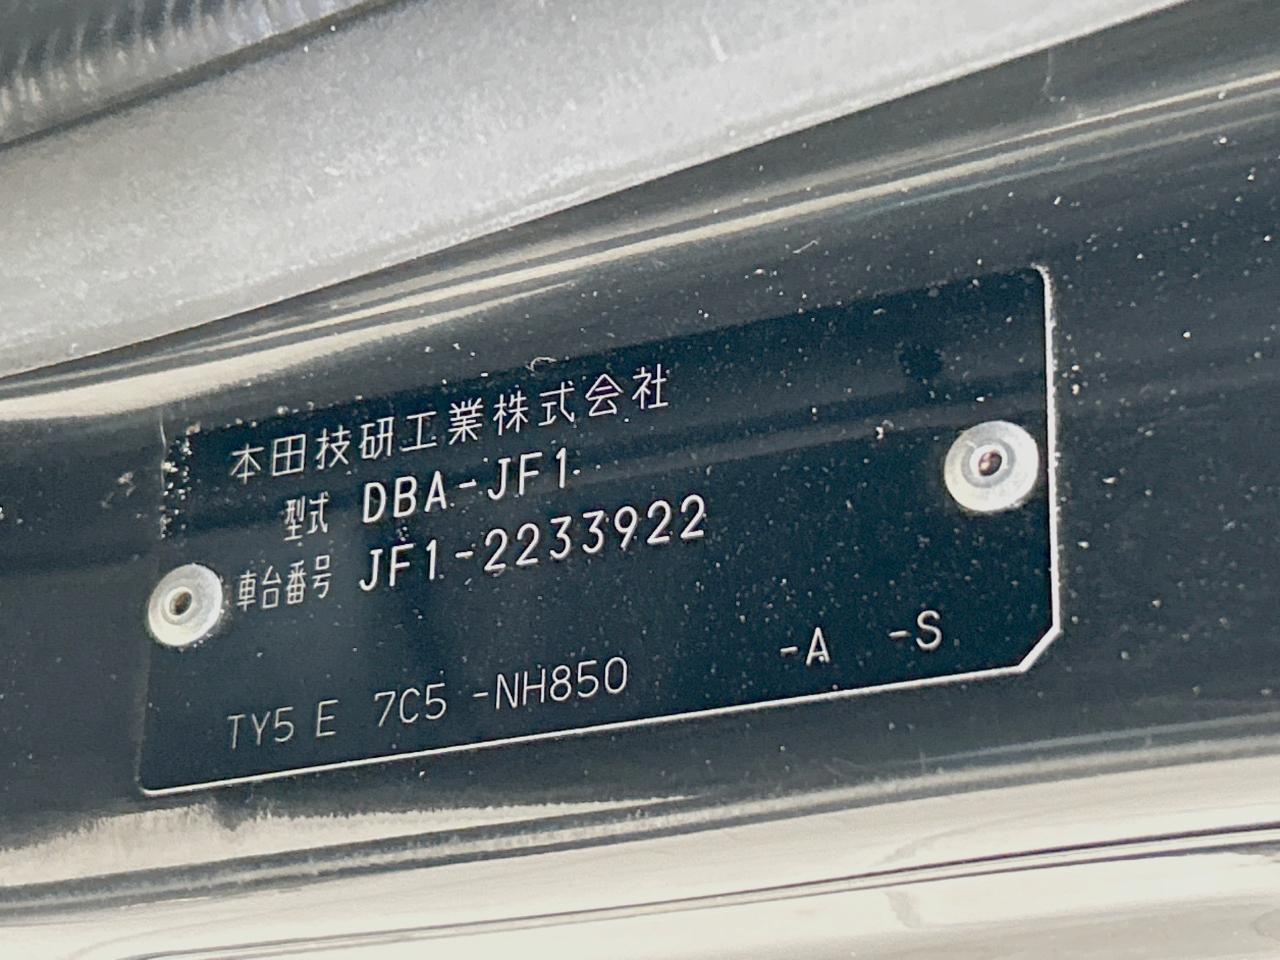 本田技研工業株式会社
型式 DBA-JF1
車台番号 JF1-2233922
TY5 E 7C5 -NH850 -A -S